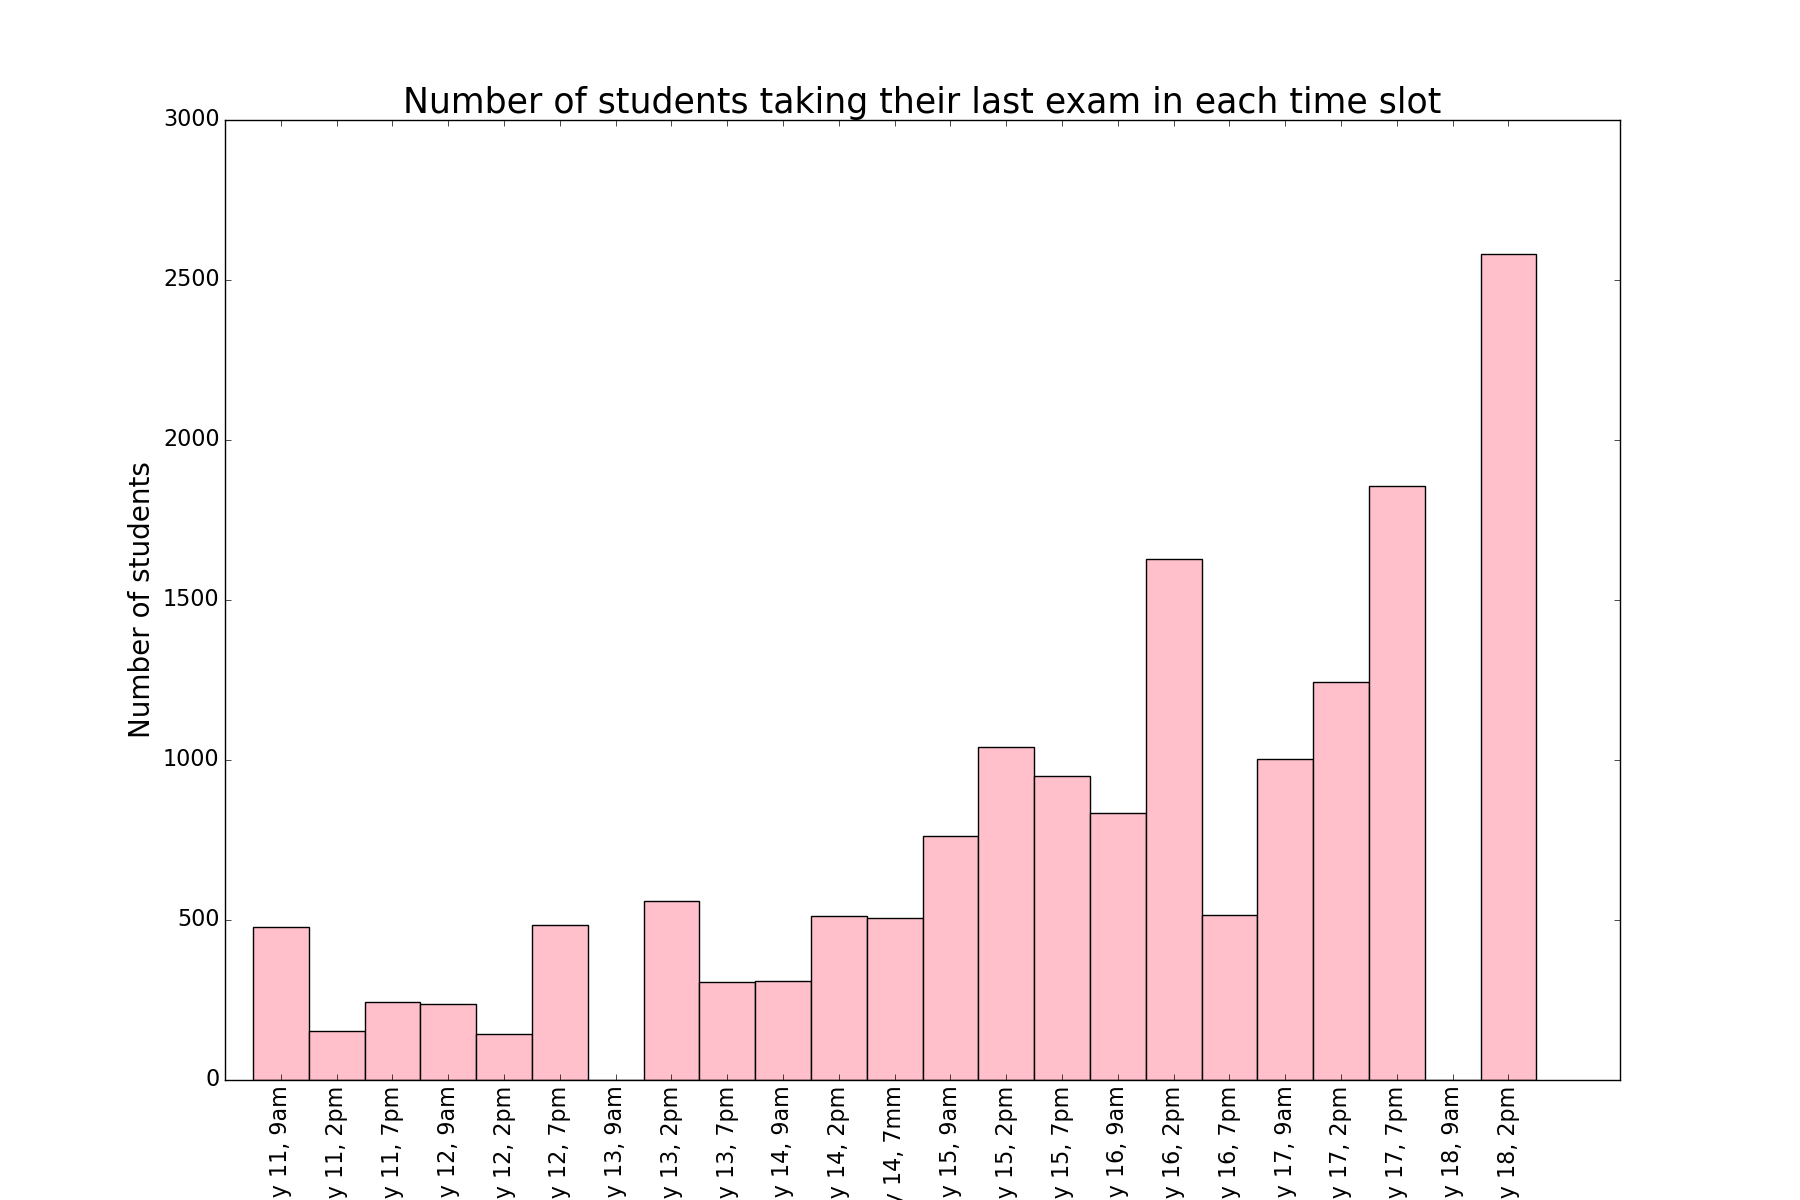 Number of students taking their last exam in each time slot
3000
2500
2000
1500
1000
500
0
Number of students
y 11, 9am
y 11, 2pm
y 11, 7pm
y 12, 9am
y 12, 2pm
y 12, 7pm
y 13, 9am
y 13, 2pm
y 13, 7pm
y 14, 9am
y 14, 2pm
y 14, 7mm
y 15, 9am
y 15, 2pm
y 15, 7pm
y 16, 9am
y 16, 2pm
y 16, 7pm
y 17, 9am
y 17, 2pm
y 17, 7pm
y 18, 9am
y 18, 2pm